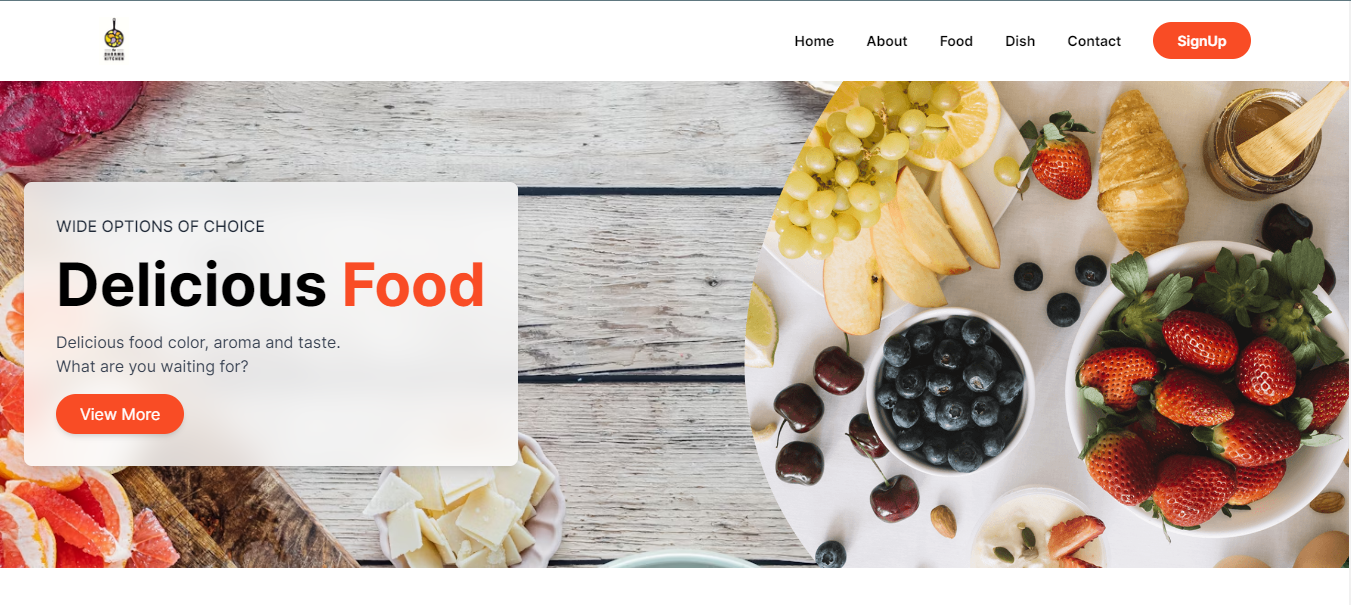 KITCHEN
Home
About
Food
Dish
Contact
SignUp
WIDE OPTIONS OF CHOICE
Delicious Food
Delicious food color, aroma and taste.
What are you waiting for?
View More